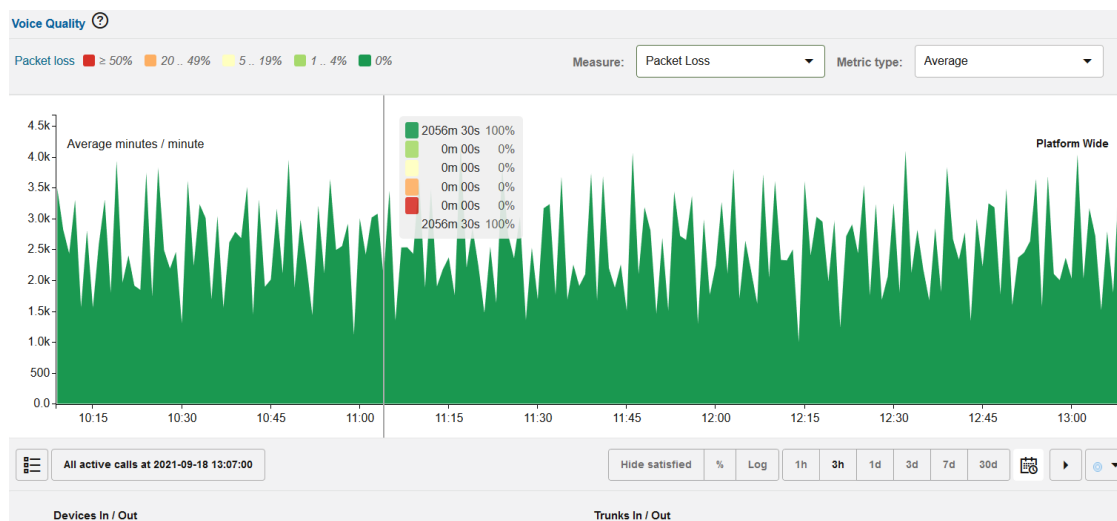 Voice Quality ?
Packet loss ≥ 50% 20 .. 49% 5 .. 19% 1 .. 4% 0% Measure: Packet Loss Metric type: Average
4.5k
Average minutes / minute
Platform Wide
4.0k
3.5k
3.0k
2.5k
2.0k
1.5k
1.0k
500
0.0
2056m 30s 100%
0m 00s 0%
0m 00s 0%
0m 00s 0%
0m 00s 0%
2056m 30s 100%
10:15 10:30 10:45 11:00 11:15 11:30 11:45 12:00 12:15 12:30 12:45 13:00
All active calls at 2021-09-18 13:07:00 Hide satisfied % Log 1h 3h 1d 3d 7d 30d
Devices In / Out Trunks In / Out